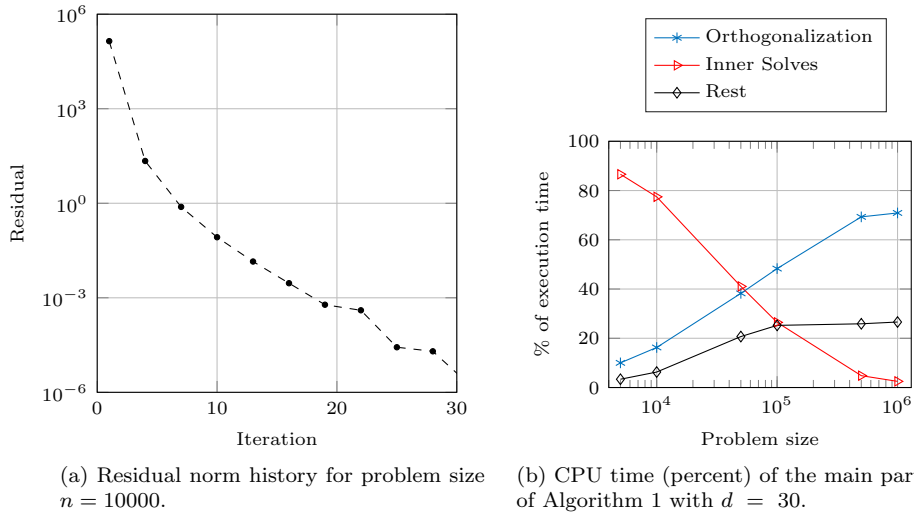 10^6
10^3
10^0
10^−3
10^−6
Residual
0 10 20 30
Iteration
(a) Residual norm history for problem size
n = 10000.
Orthogonalization
Inner Solves
Rest
100
80
60
40
20
0
% of execution time
10^4 10^5 10^6
Problem size
(b) CPU time (percent) of the main par
of Algorithm 1 with d = 30.